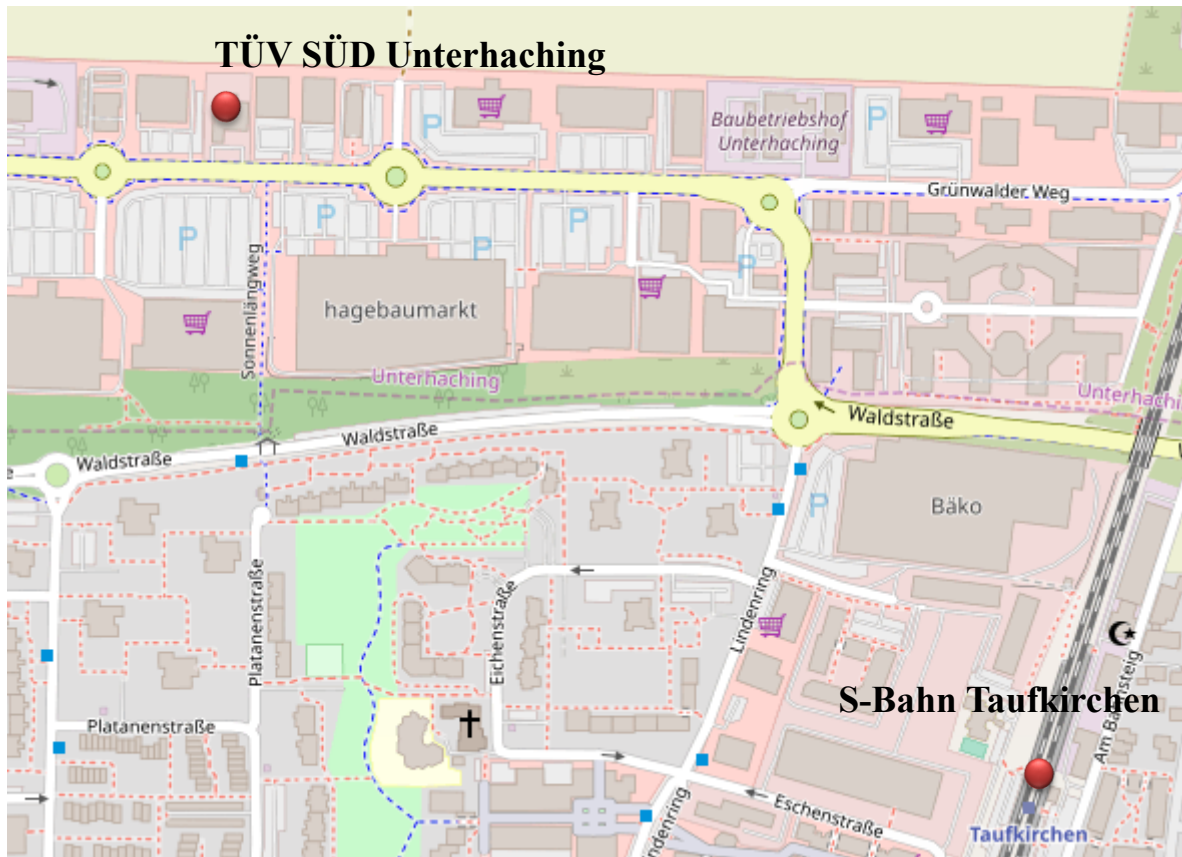 TÜV SÜD Unterhaching
P
P
Baubetriebshof
Unterhaching
Grünwalder Weg
P
P
P
P
P
Sonnenlängweg
hagebaumarkt
Unterhaching
Unterhaching
Waldstraße
Waldstraße
Waldstraße
P
Bäko
Platanenstraße
Eichenstraße
Lindenring
Am Bahnsteig
S-Bahn Taufkirchen
Platanenstraße
Eschenstraße
Lindenring
Taufkirchen